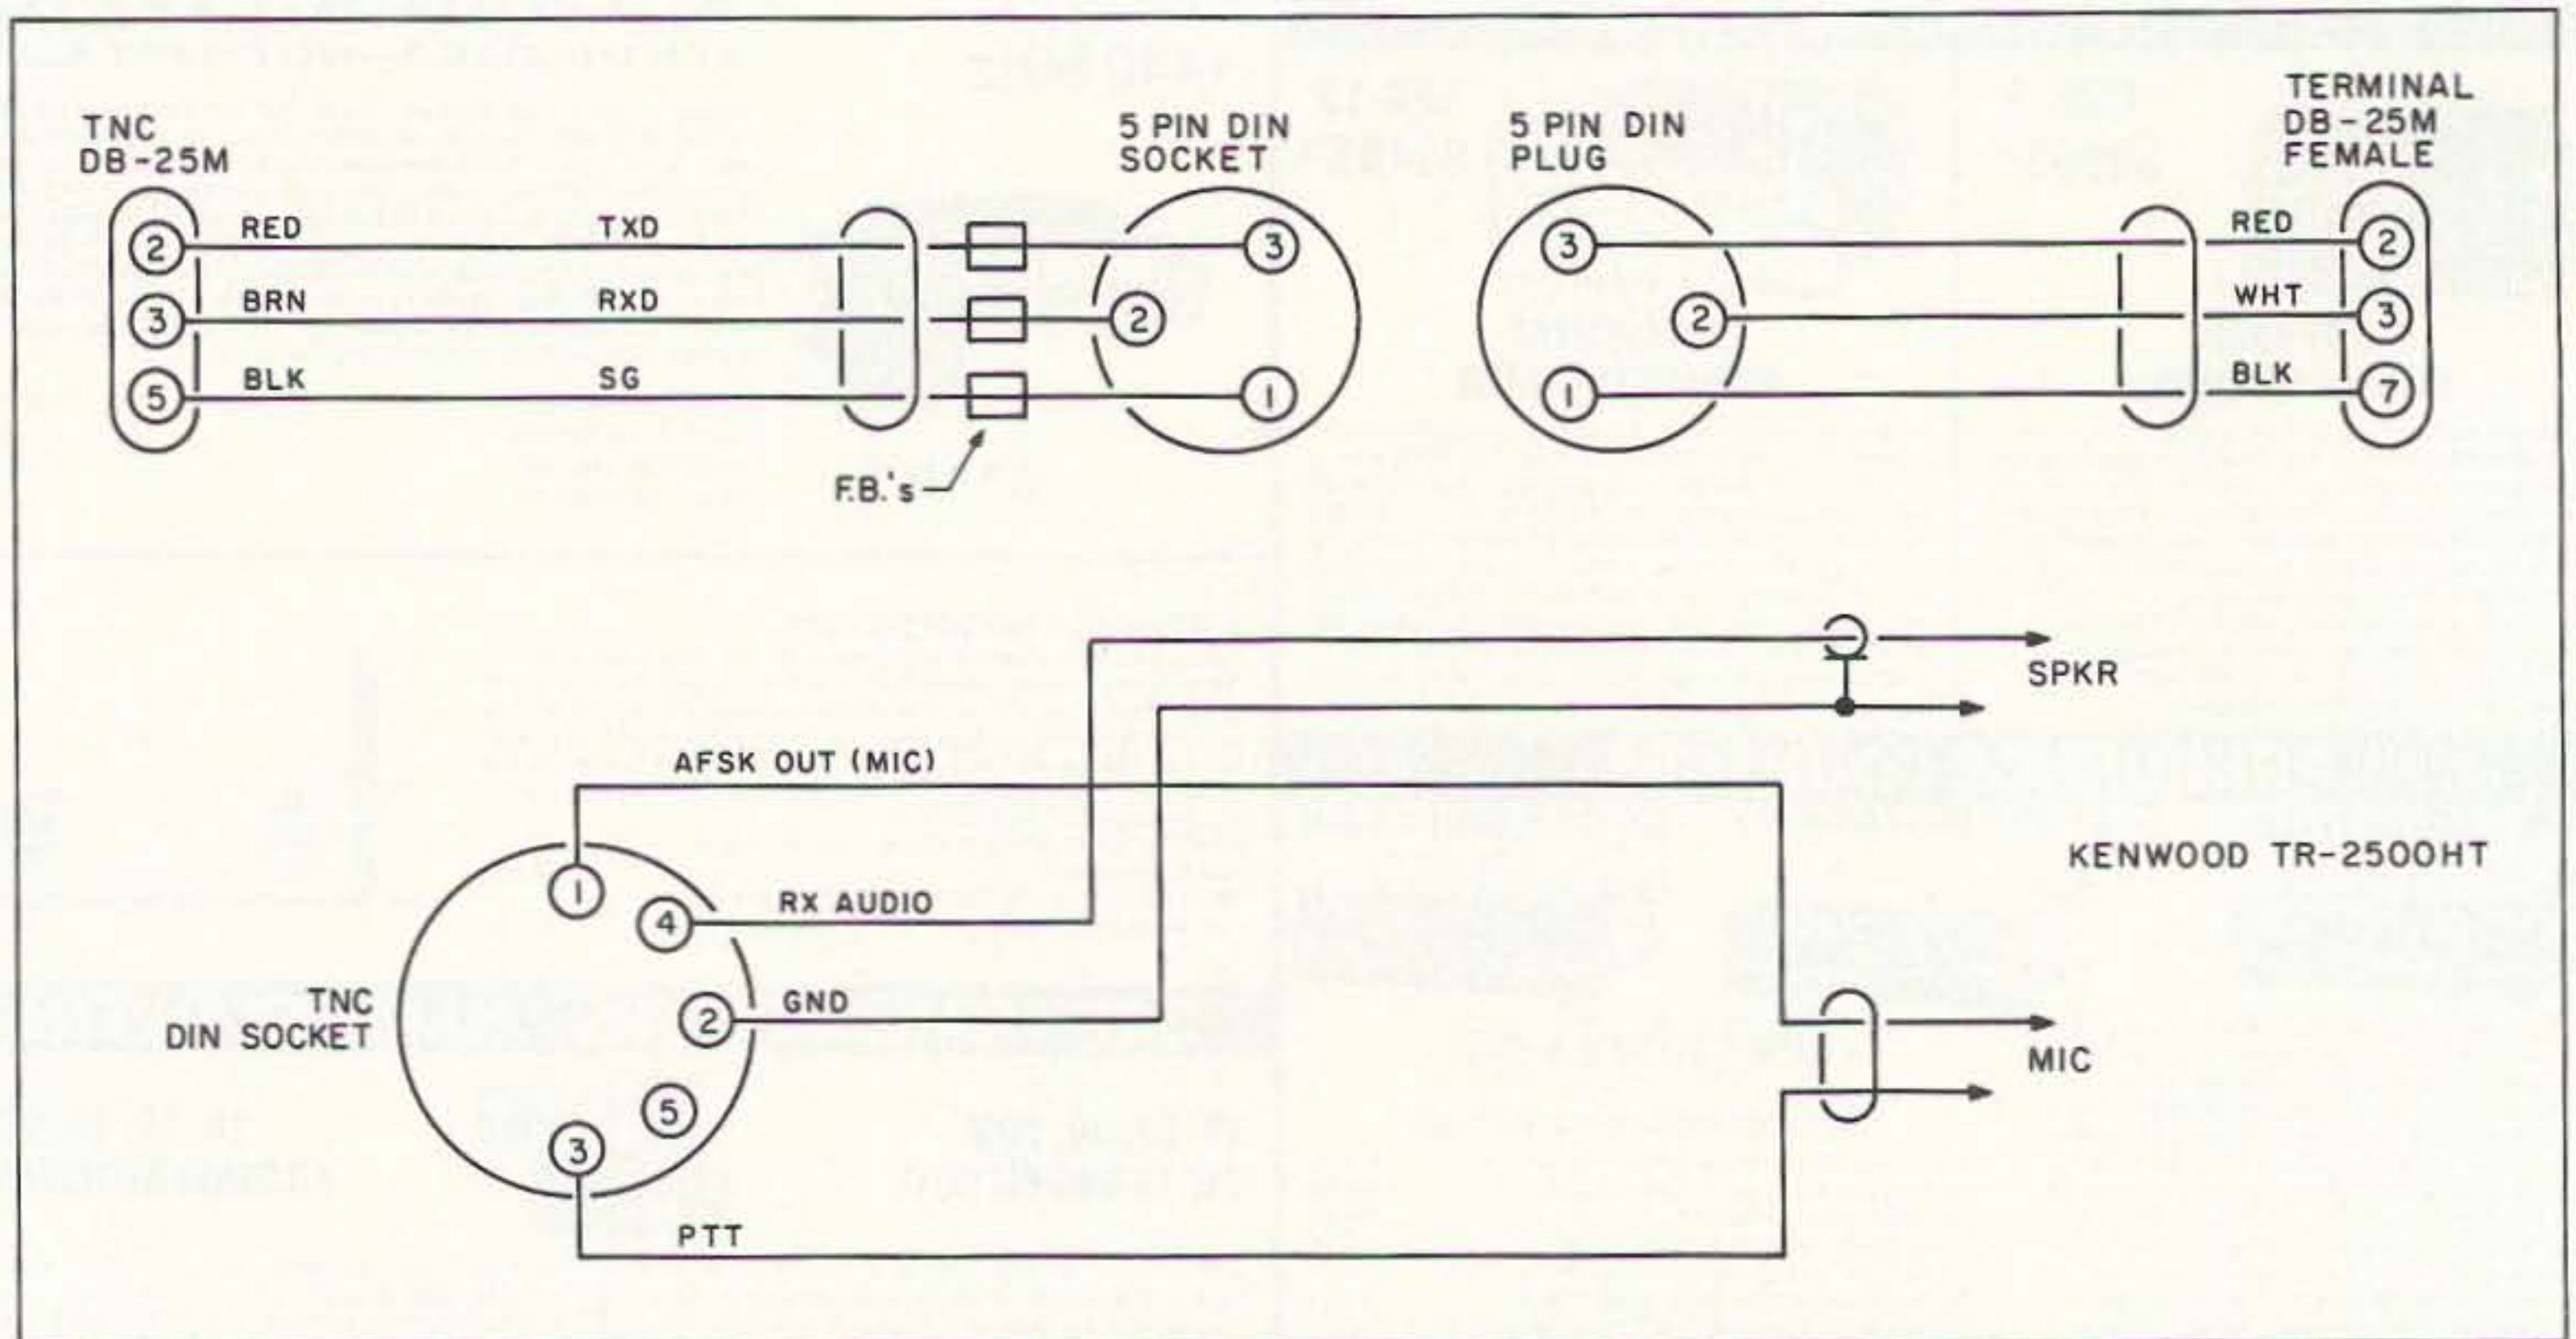 TNC
DB-25M
5 PIN DIN
SOCKET
5 PIN DIN
PLUG
TERMINAL
DB-25M
FEMALE
2
RED
TXD
3
3
RED
2
3
BRN
RXD
2
2
WHT
3
5
BLK
SG
1
1
BLK
7
F.B.'s
SPKR
AFSK OUT (MIC)
KENWOOD TR-2500HT
1
4
RX AUDIO
TNC
DIN SOCKET
2
GND
MIC
5
3
PTT